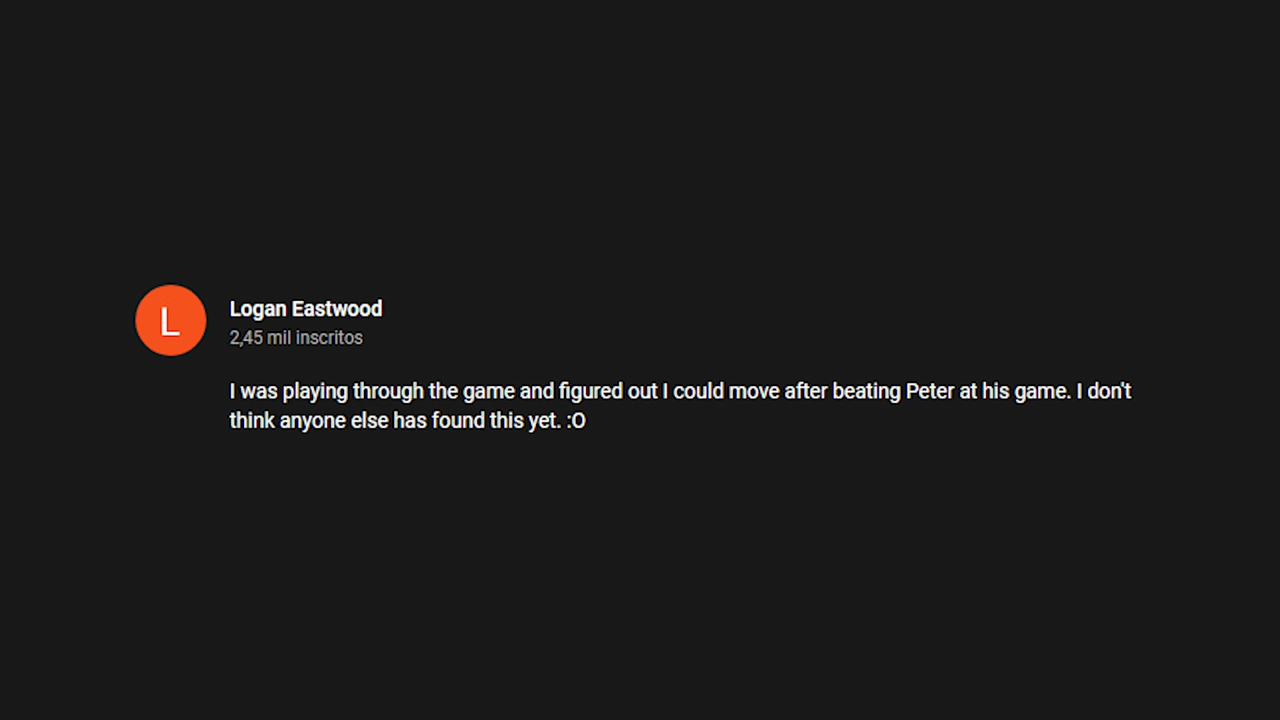 L
Logan Eastwood
2,45 mil inscritos
I was playing through the game and figured out I could move after beating Peter at his game. I don't
think anyone else has found this yet. :O